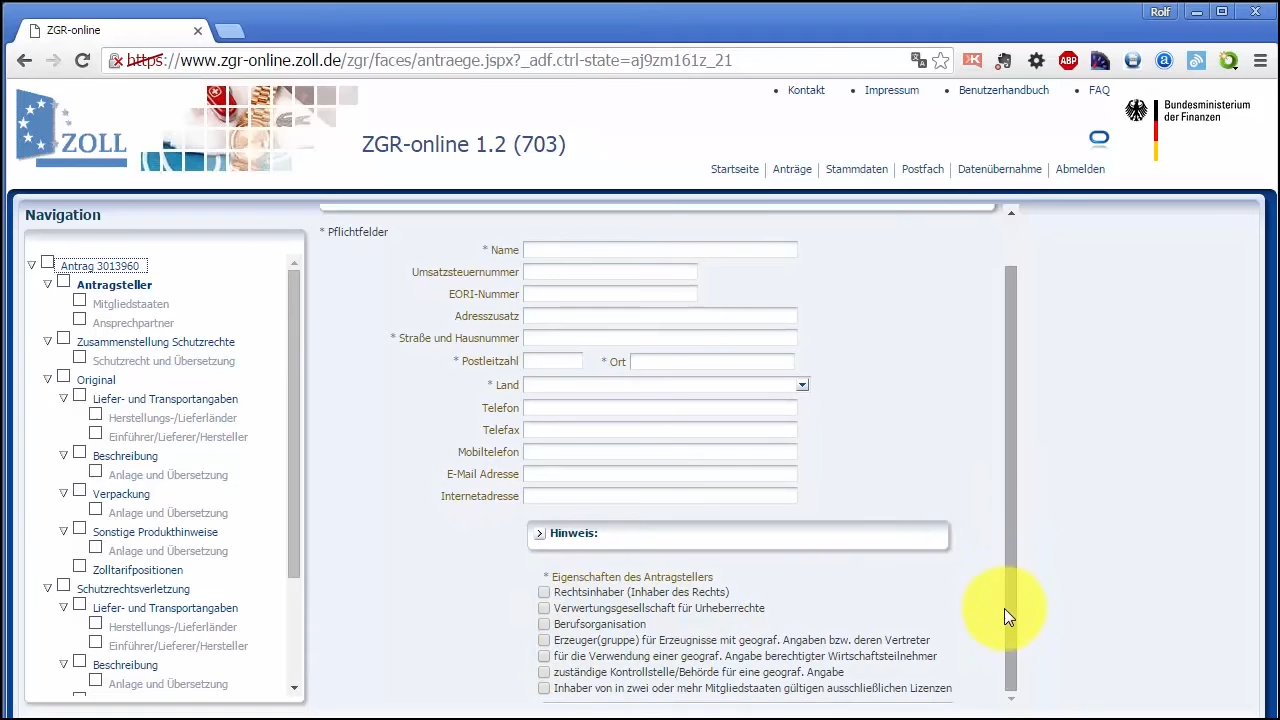 Rolf
ZGR-online
https://www.zgr-online.zoll.de/zgr/faces/antraege.jspx?_adf.ctrl-state=aj9zm161z_21
ABP
Kontakt
Impressum
Benutzerhandbuch
FAQ
ZOLL
ZGR-online 1.2 (703)
Bundesministerium
der Finanzen
Startseite
Anträge
Stammdaten
Postfach
Datenübernahme
Abmelden
Navigation
Antrag 3013960
Antragsteller
Mitgliedstaaten
Ansprechpartner
Zusammenstellung Schutzrechte
Schutzrecht und Übersetzung
Original
Liefer- und Transportangaben
Herstellungs-/Lieferländer
Einführer/Lieferer/Hersteller
Beschreibung
Anlage und Übersetzung
Verpackung
Anlage und Übersetzung
Sonstige Produkthinweise
Anlage und Übersetzung
Zolltarifpositionen
Schutzrechtsverletzung
Liefer- und Transportangaben
Herstellungs-/Lieferländer
Einführer/Lieferer/Hersteller
Beschreibung
Anlage und Übersetzung
* Pflichtfelder
* Name
Umsatzsteuernummer
EORI-Nummer
Adresszusatz
* Straße und Hausnummer
* Postleitzahl * Ort
* Land
Telefon
Telefax
Mobiltelefon
E-Mail Adresse
Internetadresse
Hinweis:
* Eigenschaften des Antragstellers
Rechtsinhaber (Inhaber des Rechts)
Verwertungsgesellschaft für Urheberrechte
Berufsorganisation
Erzeuger(gruppe) für Erzeugnisse mit geograf. Angaben bzw. deren Vertreter
für die Verwendung einer geograf. Angabe berechtigter Wirtschaftsteilnehmer
zuständige Kontrollstelle/Behörde für eine geograf. Angabe
Inhaber von in zwei oder mehr Mitgliedstaaten gültigen ausschließlichen Lizenzen